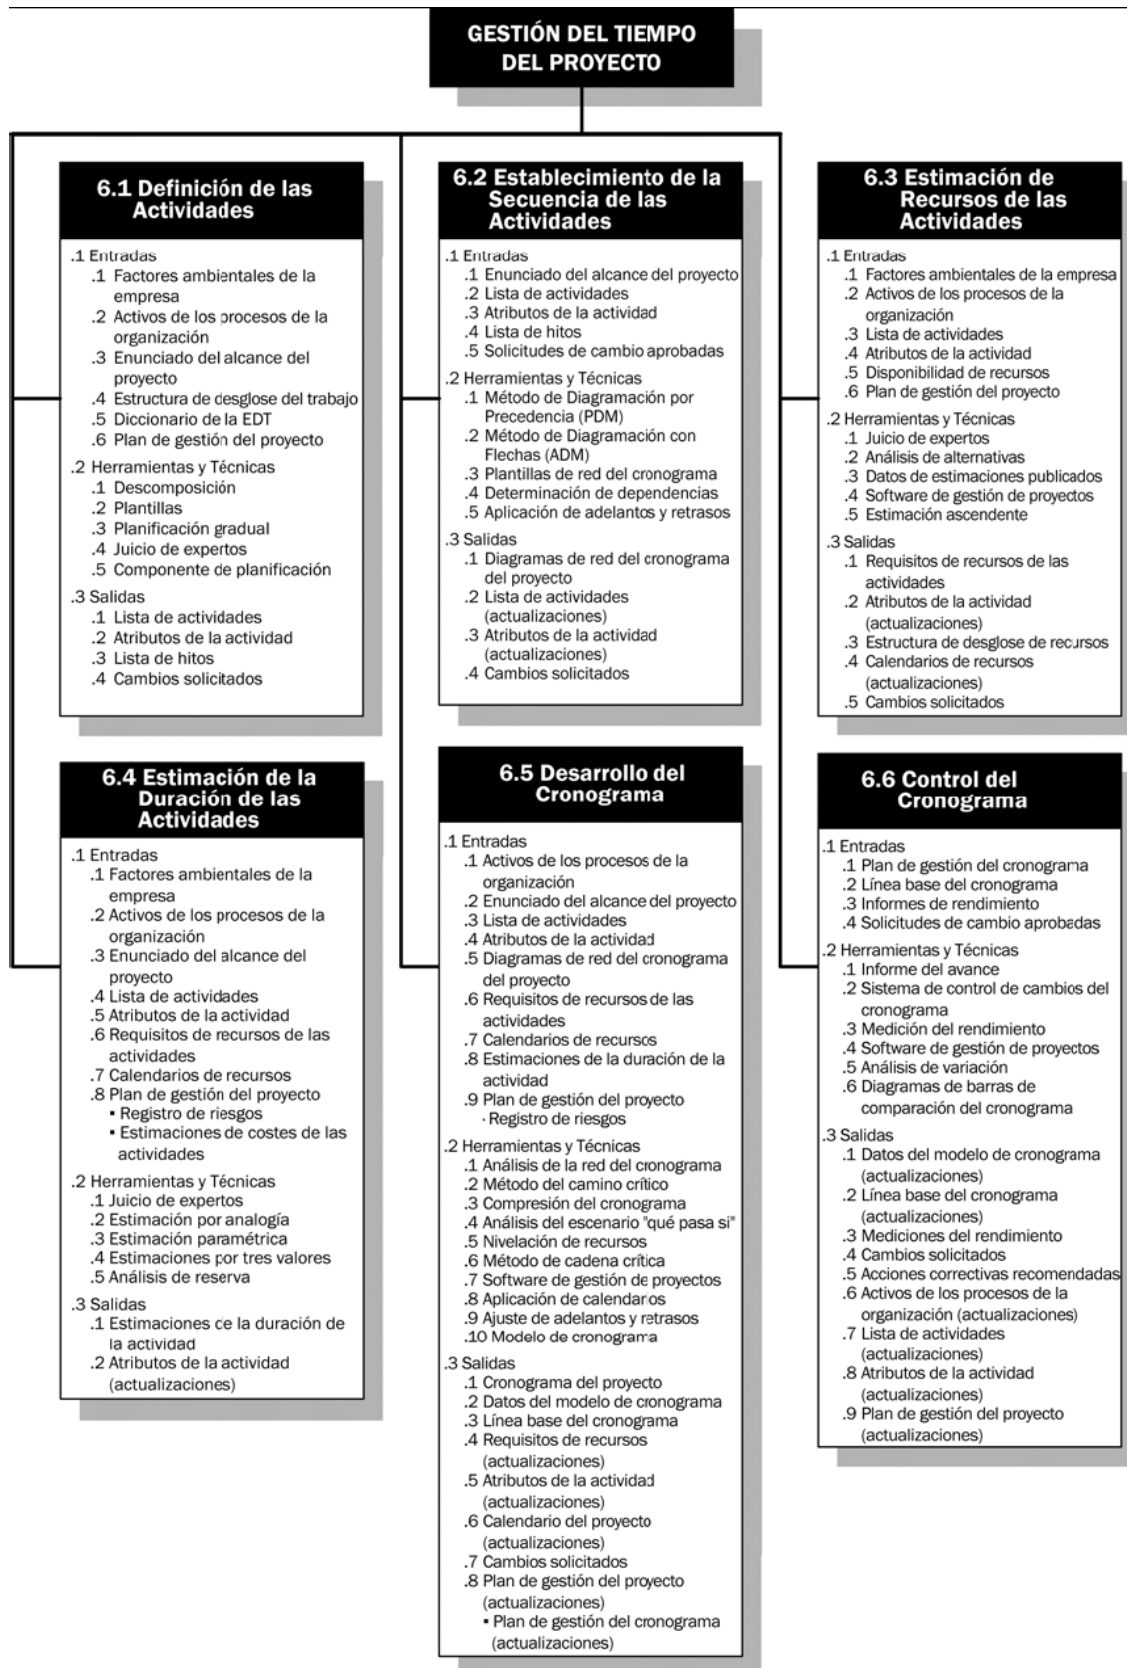 GESTIÓN DEL TIEMPO
DEL PROYECTO
6.1 Definición de las
Actividades
.1 Entradas
.1 Factores ambientales de la
empresa
.2 Activos de los procesos de la
organización
.3 Enunciado del alcance del
proyecto
.4 Estructura de desglose del trabajo
.5 Diccionario de la EDT
.6 Plan de gestión del proyecto
.2 Herramientas y Técnicas
.1 Descomposición
.2 Plantillas
.3 Planificación gradual
.4 Juicio de expertos
.5 Componente de planificación
.3 Salidas
.1 Lista de actividades
.2 Atributos de la actividad
.3 Lista de hitos
.4 Cambios solicitados
6.2 Establecimiento de la
Secuencia de las
Actividades
.1 Entradas
.1 Enunciado del alcance del proyecto
.2 Lista de actividades
.3 Atributos de la actividad
.4 Lista de hitos
.5 Solicitudes de cambio aprobadas
.2 Herramientas y Técnicas
.1 Método de Diagramación por
Precedencia (PDM)
.2 Método de Diagramación con
Flechas (ADM)
.3 Plantillas de red del cronograma
.4 Determinación de dependencias
.5 Aplicación de adelantos y retrasos
.3 Salidas
.1 Diagramas de red del cronograma
del proyecto
.2 Lista de actividades
(actualizaciones)
.3 Atributos de la actividad
(actualizaciones)
.4 Cambios solicitados
6.3 Estimación de
Recursos de las
Actividades
.1 Entradas
.1 Factores ambientales de la empresa
.2 Activos de los procesos de la
organización
.3 Lista de actividades
.4 Atributos de la actividad
.5 Disponibilidad de recursos
.6 Plan de gestión del proyecto
.2 Herramientas y Técnicas
.1 Juicio de expertos
.2 Análisis de alternativas
.3 Datos de estimaciones publicados
.4 Software de gestión de proyectos
.5 Estimación ascendente
.3 Salidas
.1 Requisitos de recursos de las
actividades
.2 Atributos de la actividad
(actualizaciones)
.3 Estructura de desglose de recursos
.4 Calendarios de recursos
(actualizaciones)
.5 Cambios solicitados
6.4 Estimación de la
Duración de las
Actividades
.1 Entradas
.1 Factores ambientales de la
empresa
.2 Activos de los procesos de la
organización
.3 Enunciado del alcance del
proyecto
.4 Lista de actividades
.5 Atributos de la actividad
.6 Requisitos de recursos de las
actividades
.7 Calendarios de recursos
.8 Plan de gestión del proyecto
▪ Registro de riesgos
▪ Estimaciones de costes de las
actividades
.2 Herramientas y Técnicas
.1 Juicio de expertos
.2 Estimación por analogía
.3 Estimación paramétrica
.4 Estimaciones por tres valores
.5 Análisis de reserva
.3 Salidas
.1 Estimaciones de la duración de
la actividad
.2 Atributos de la actividad
(actualizaciones)
6.5 Desarrollo del
Cronograma
.1 Entradas
.1 Activos de los procesos de la
organización
.2 Enunciado del alcance del proyecto
.3 Lista de actividades
.4 Atributos de la actividad
.5 Diagramas de red del cronograma
del proyecto
.6 Requisitos de recursos de las
actividades
.7 Calendarios de recursos
.8 Estimaciones de la duración de la
actividad
.9 Plan de gestión del proyecto
· Registro de riesgos
.2 Herramientas y Técnicas
.1 Análisis de la red del cronograma
.2 Método del camino crítico
.3 Compresión del cronograma
.4 Análisis del escenario "qué pasa si"
.5 Nivelación de recursos
.6 Método de cadena crítica
.7 Software de gestión de proyectos
.8 Aplicación de calendarios
.9 Ajuste de adelantos y retrasos
.10 Modelo de cronograma
.3 Salidas
.1 Cronograma del proyecto
.2 Datos del modelo de cronograma
.3 Línea base del cronograma
.4 Requisitos de recursos
(actualizaciones)
.5 Atributos de la actividad
(actualizaciones)
.6 Calendario del proyecto
(actualizaciones)
.7 Cambios solicitados
.8 Plan de gestión del proyecto
(actualizaciones)
▪ Plan de gestión del cronograma
(actualizaciones)
6.6 Control del
Cronograma
.1 Entradas
.1 Plan de gestión del cronograma
.2 Línea base del cronograma
.3 Informes de rendimiento
.4 Solicitudes de cambio aprobadas
.2 Herramientas y Técnicas
.1 Informe del avance
.2 Sistema de control de cambios del
cronograma
.3 Medición del rendimiento
.4 Software de gestión de proyectos
.5 Análisis de variación
.6 Diagramas de barras de
comparación del cronograma
.3 Salidas
.1 Datos del modelo de cronograma
(actualizaciones)
.2 Línea base del cronograma
(actualizaciones)
.3 Mediciones del rendimiento
.4 Cambios solicitados
.5 Acciones correctivas recomendadas
.6 Activos de los procesos de la
organización (actualizaciones)
.7 Lista de actividades
(actualizaciones)
.8 Atributos de la actividad
(actualizaciones)
.9 Plan de gestión del proyecto
(actualizaciones)